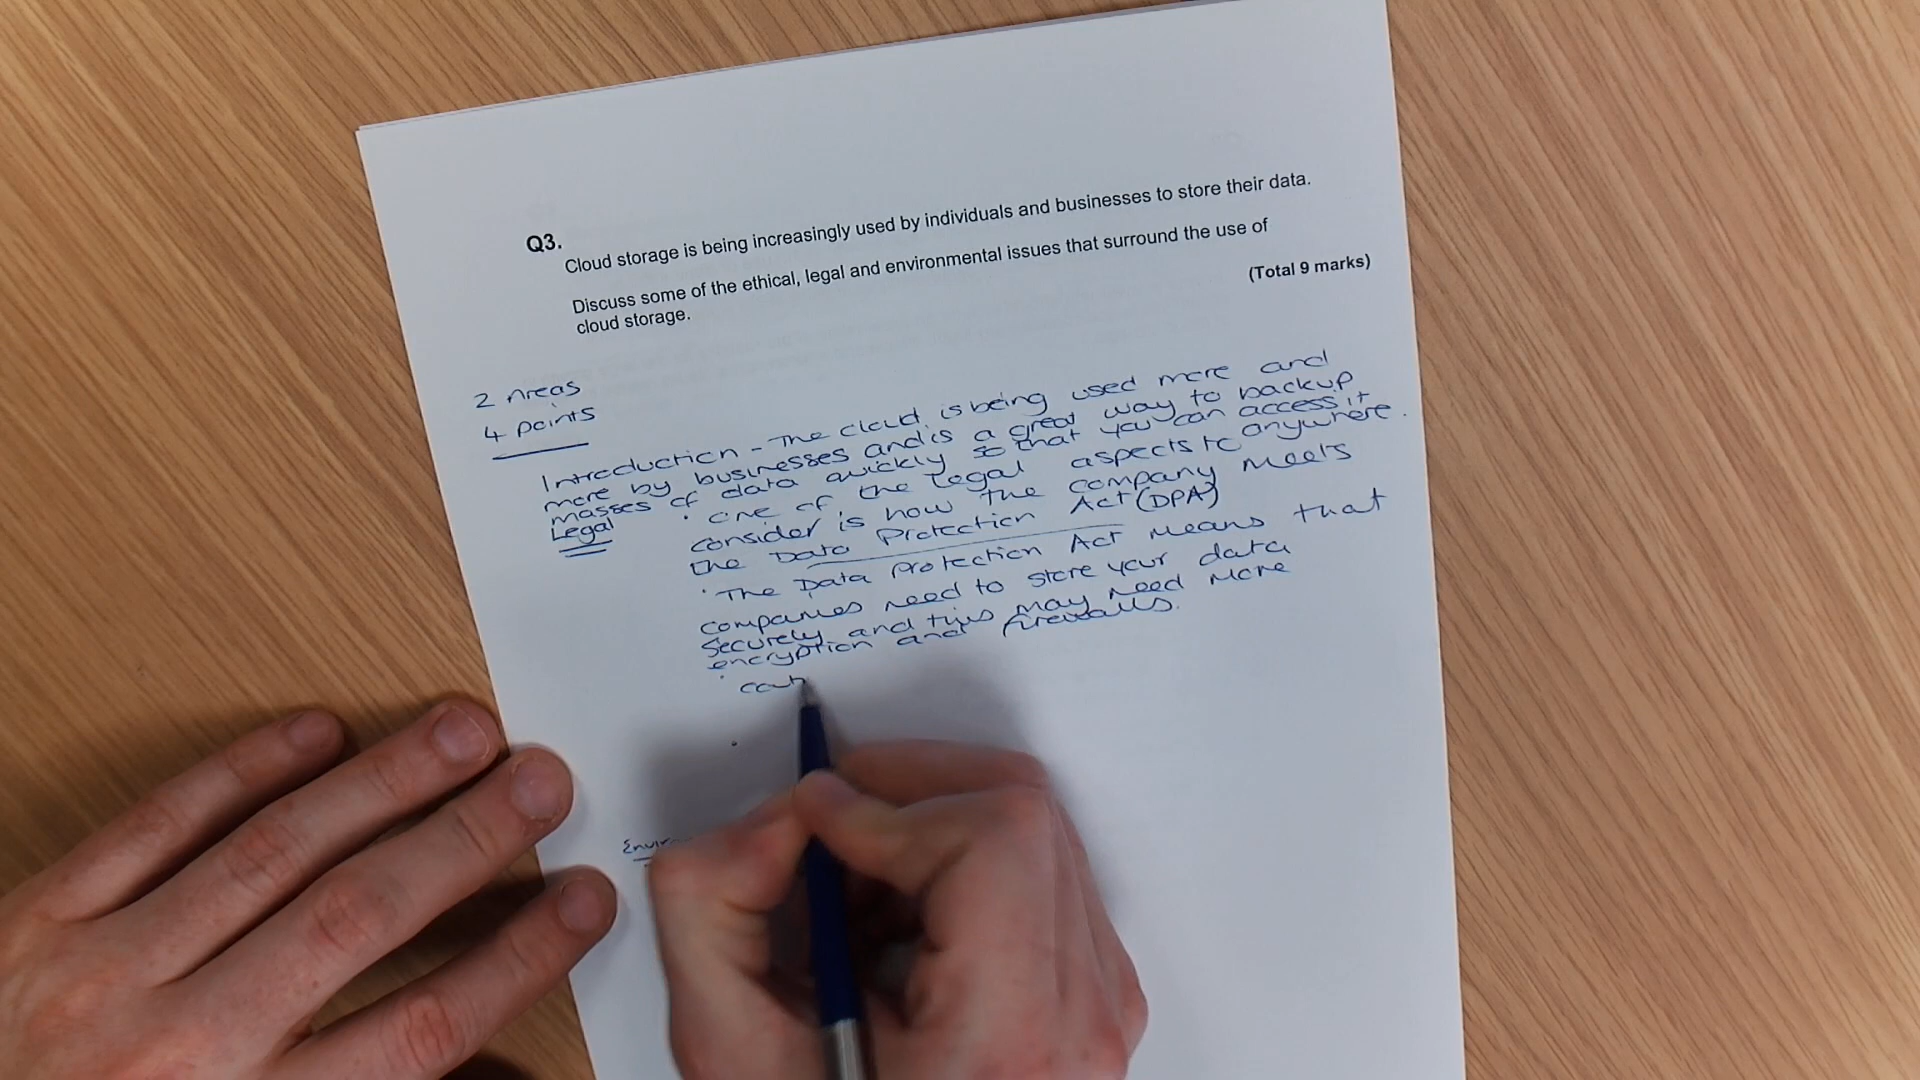 Q3.
Cloud storage is being increasingly used by individuals and businesses to store their data.
Discuss some of the ethical, legal and environmental issues that surround the use of
cloud storage.
(Total 9 marks)
2 Areas
4 points
Introduction - The cloud is being used more and
more by businesses and is a great way to backup
masses of data quickly so that you can access it
anywhere.
Legal
· one of the legal aspects to
consider is how the company meets
the Data Protection Act (DPA)
· The Data Protection Act means that
companies need to store your data
securely and this may need more
encryption and firewalls.
·
·